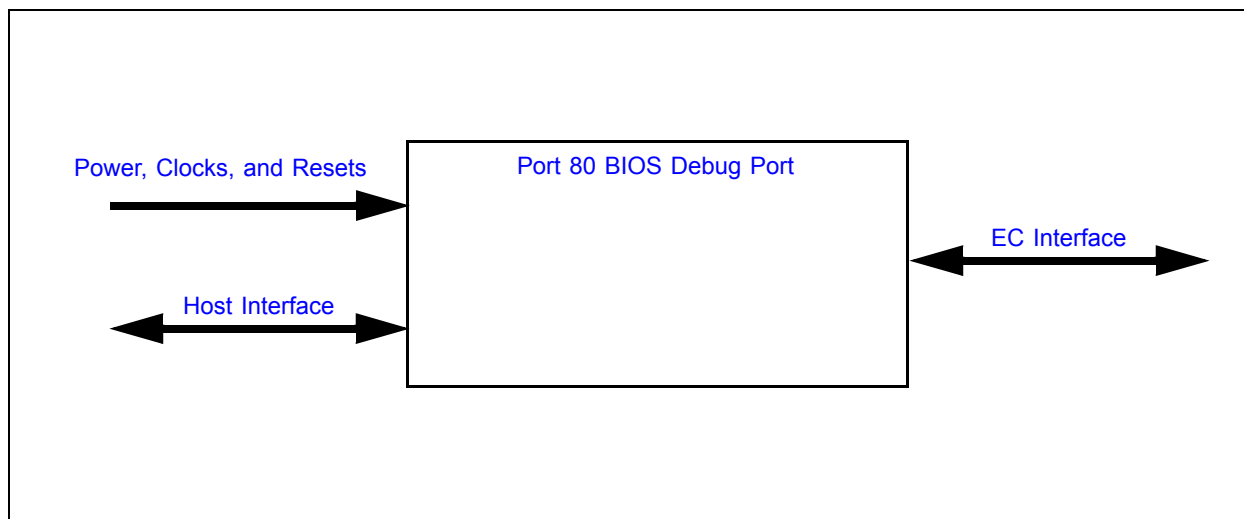 Power, Clocks, and Resets
Port 80 BIOS Debug Port
EC Interface
Host Interface